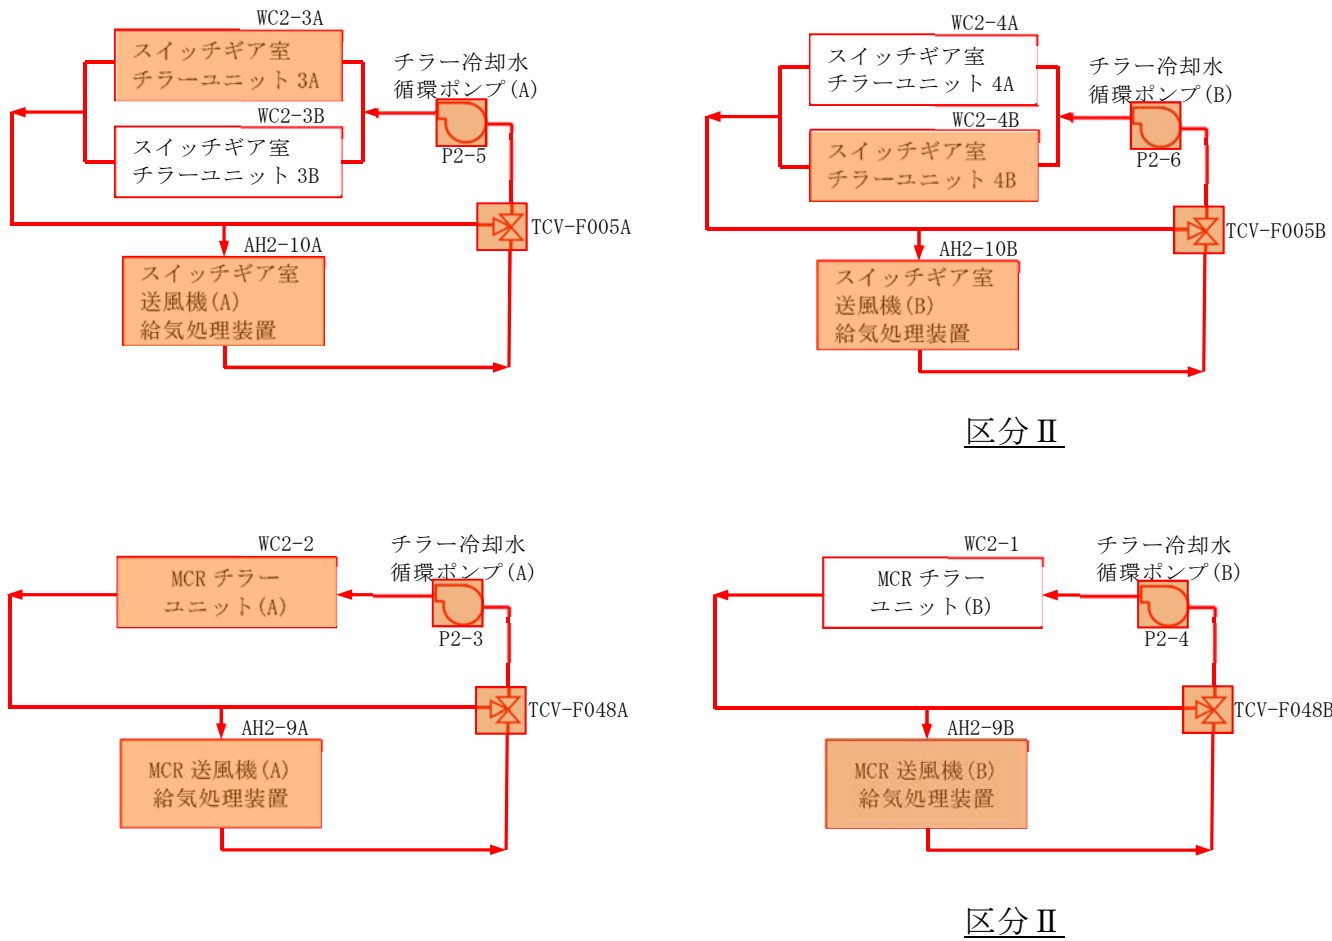 WC2-3A
スイッチギア室
チラーユニット 3A
WC2-3B
スイッチギア室
チラーユニット 3B
チラー冷却水
循環ポンプ(A)
P2-5
TCV-F005A
AH2-10A
スイッチギア室
送風機(A)
給気処理装置
WC2-4A
スイッチギア室
チラーユニット 4A
WC2-4B
スイッチギア室
チラーユニット 4B
チラー冷却水
循環ポンプ(B)
P2-6
TCV-F005B
AH2-10B
スイッチギア室
送風機(B)
給気処理装置
区分Ⅱ
WC2-2
MCR チラー
ユニット(A)
チラー冷却水
循環ポンプ(A)
P2-3
TCV-F048A
AH2-9A
MCR 送風機(A)
給気処理装置
WC2-1
MCR チラー
ユニット(B)
チラー冷却水
循環ポンプ(B)
P2-4
TCV-F048B
AH2-9B
MCR 送風機(B)
給気処理装置
区分Ⅱ